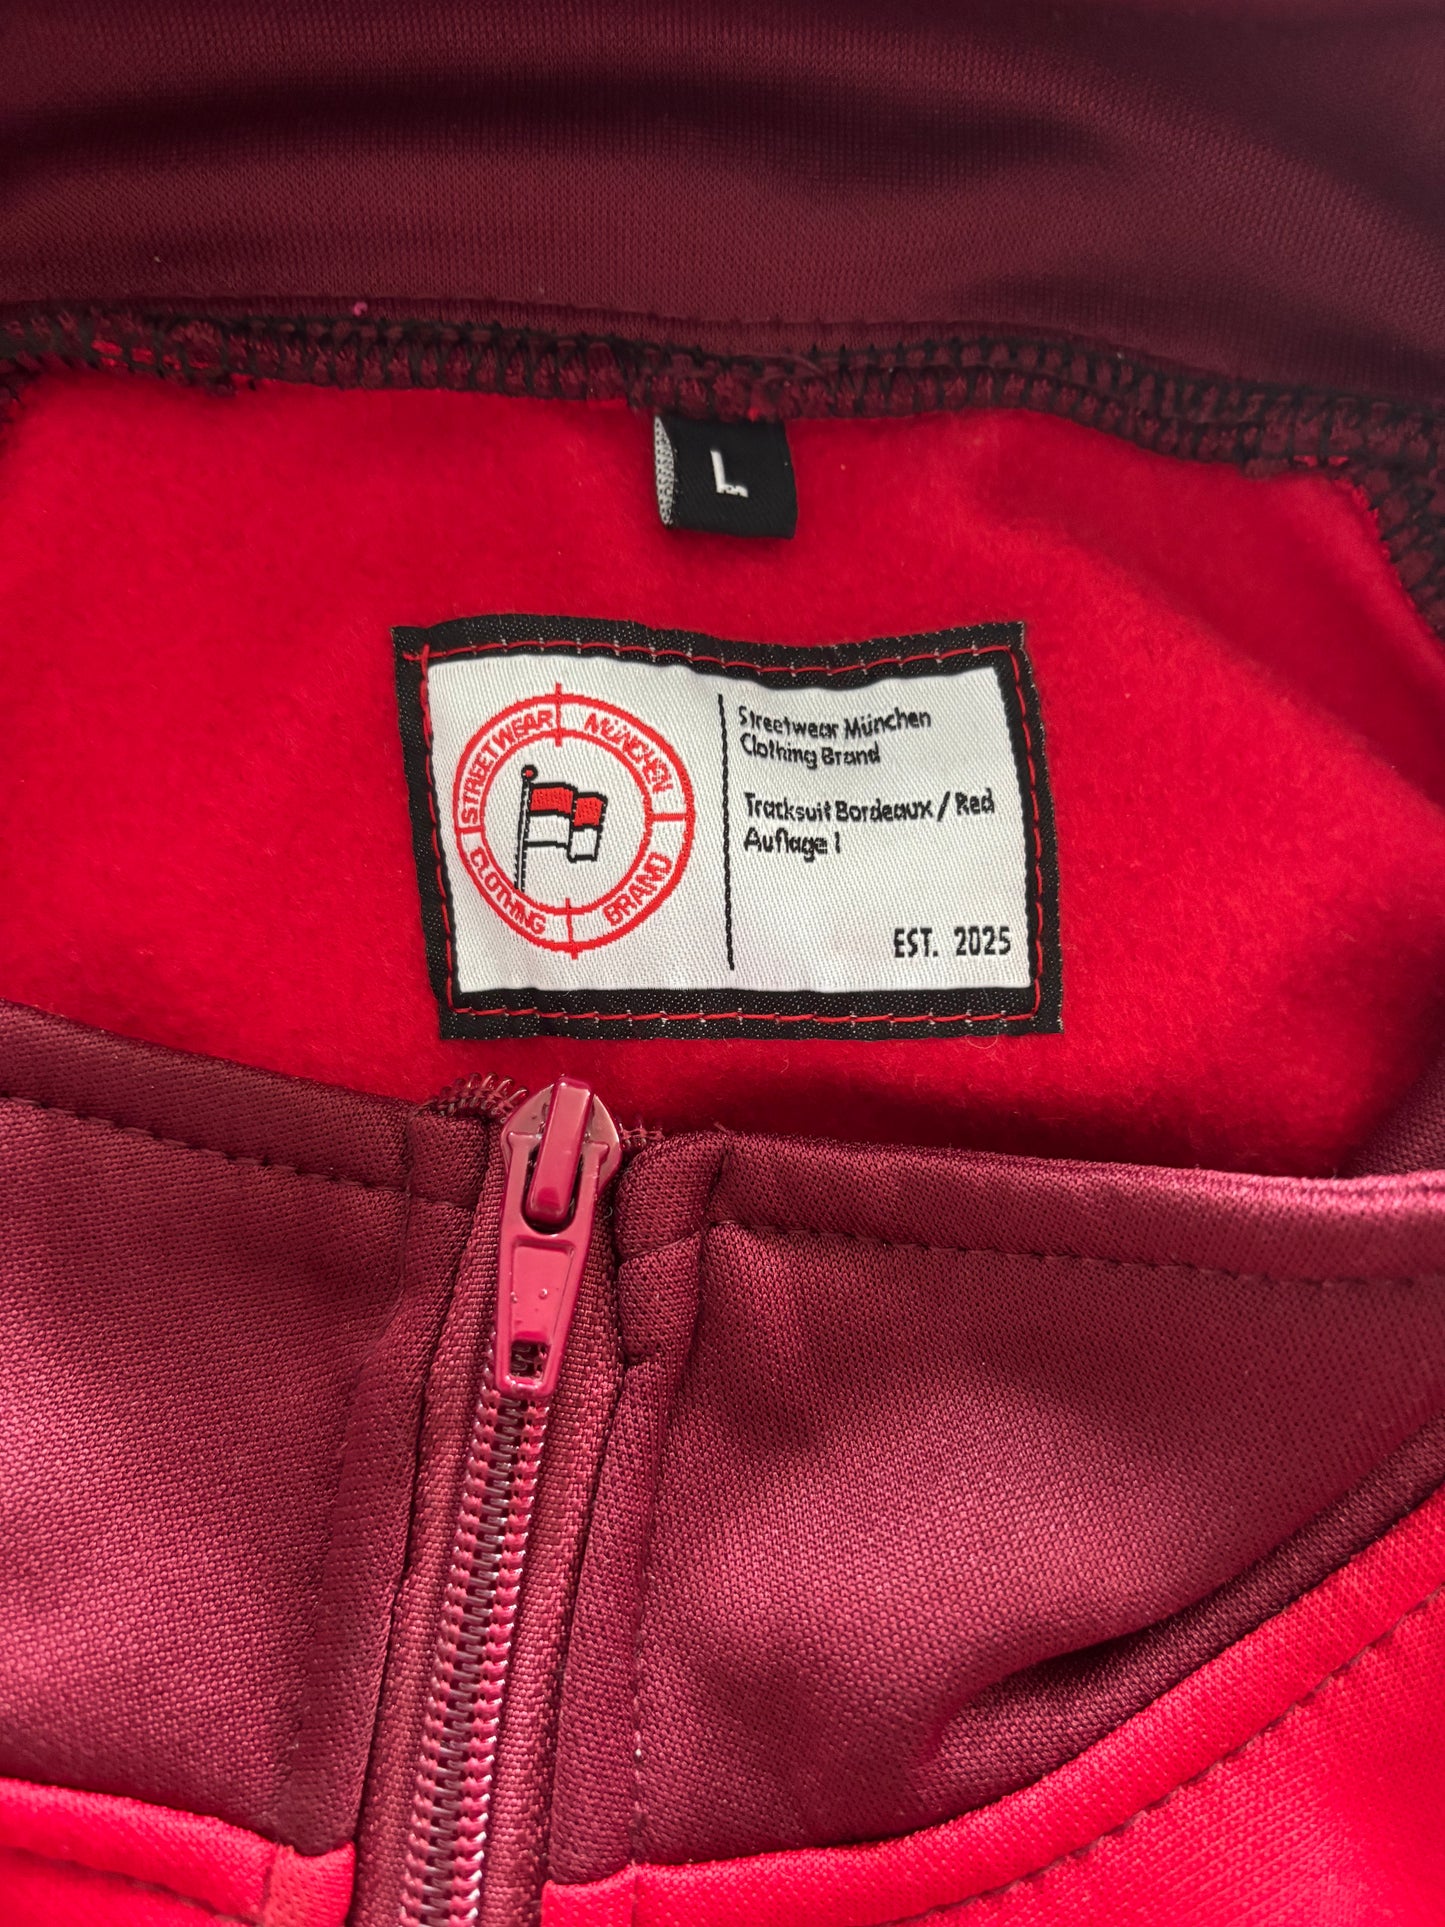 L
STREETWEAR MÜNCHEN
CLOTHING BRAND
Streetwear München
Clothing Brand
Tracksuit Bordeaux / Red
Auflage 1
EST. 2025